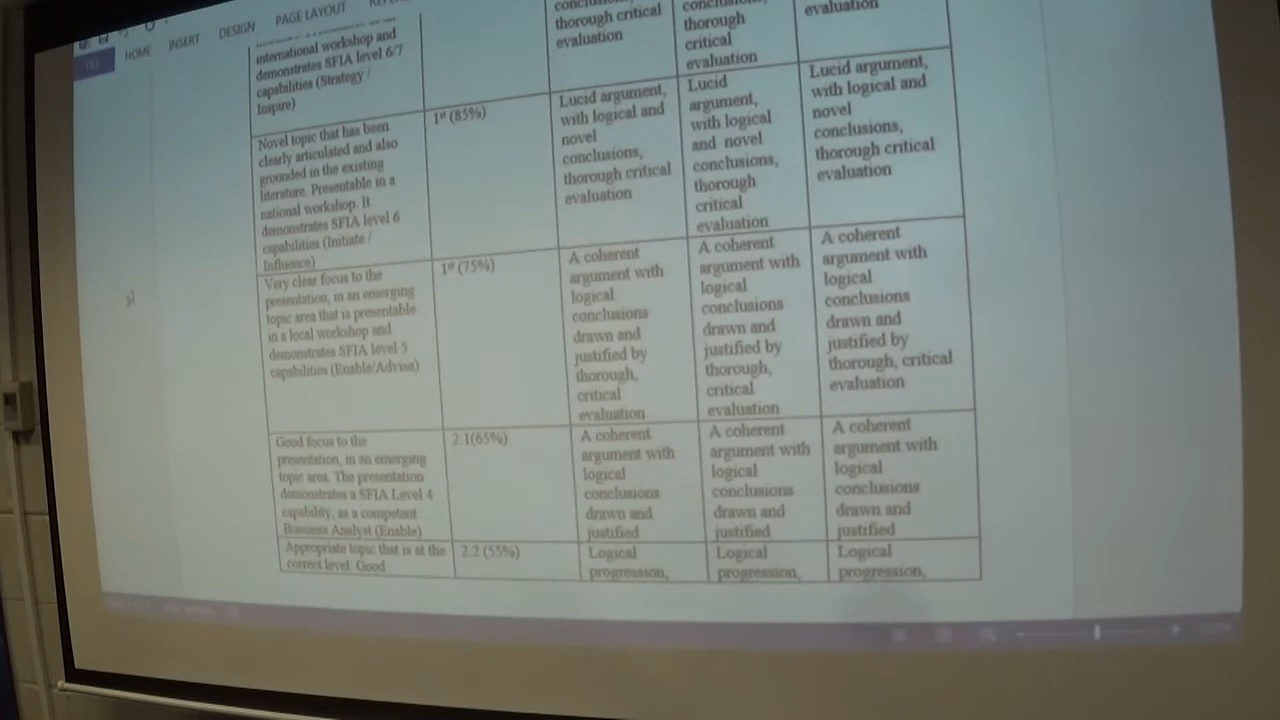 HOME INSERT DESIGN PAGE LAYOUT
international workshop and
demonstrates SFIA level 6/7
capabilities (Strategy /
Inspire)
thorough critical
evaluation
thorough
critical
evaluation
evaluation
Novel topic that has been
clearly articulated and also
grounded in the existing
literature. Presentable in a
national workshop. It
demonstrates SFIA level 6
capabilities (Initiate /
Influence)
1st (85%)
Lucid argument,
with logical and
novel
conclusions,
thorough critical
evaluation
Lucid
argument,
with logical
and novel
conclusions,
thorough
critical
evaluation
Lucid argument,
with logical and
novel
conclusions,
thorough critical
evaluation
Very clear focus to the
presentation, in an emerging
topic area that is presentable
in a local workshop and
demonstrates SFIA level 5
capabilities (Enable/Advise)
1st (75%)
A coherent
argument with
logical
conclusions
drawn and
justified by
thorough,
critical
evaluation
A coherent
argument with
logical
conclusions
drawn and
justified by
thorough,
critical
evaluation
A coherent
argument with
logical
conclusions
drawn and
justified by
thorough, critical
evaluation
Good focus to the
presentation, in an emerging
topic area. The presentation
demonstrates a SFIA Level 4
capability, as a competent
Business Analyst (Enable)
2:1(65%)
A coherent
argument with
logical
conclusions
drawn and
justified
A coherent
argument with
logical
conclusions
drawn and
justified
A coherent
argument with
logical
conclusions
drawn and
justified
Appropriate topic that is at the
correct level. Good
2:2 (55%)
Logical
progression,
Logical
progression,
Logical
progression,